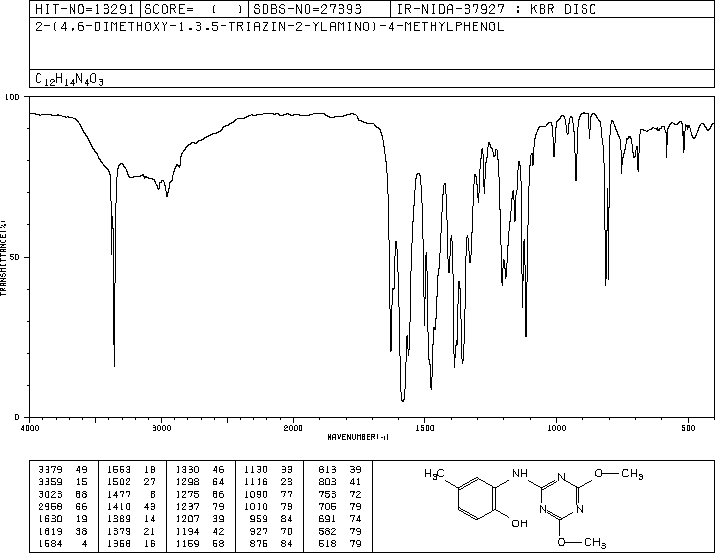 HIT-NO=13291 SCORE= ( ) SDBS-NO=27393 IR-NIDA-37927 : KBR DISC
2-(4,6-DIMETHOXY-1,3,5-TRIAZIN-2-YLAMINO)-4-METHYLPHENOL
C12H14N4O3
100
50
0
TRANSMITTANCE(%)
4000 3000 2000 1500 1000 500
WAVENUMBER(-1)
3379 49 1563 18 1330 46 1130 33 813 39
3359 15 1502 27 1298 64 1116 23 803 41
3023 68 1477 8 1275 66 1090 77 753 72
2958 66 1410 43 1237 79 1010 79 706 79
1630 19 1389 14 1207 39 959 84 691 74
1619 38 1379 21 1194 42 927 70 582 79
1584 4 1358 16 1159 58 876 84 518 79
H3C NH N O—CH3
N N
OH O—CH3